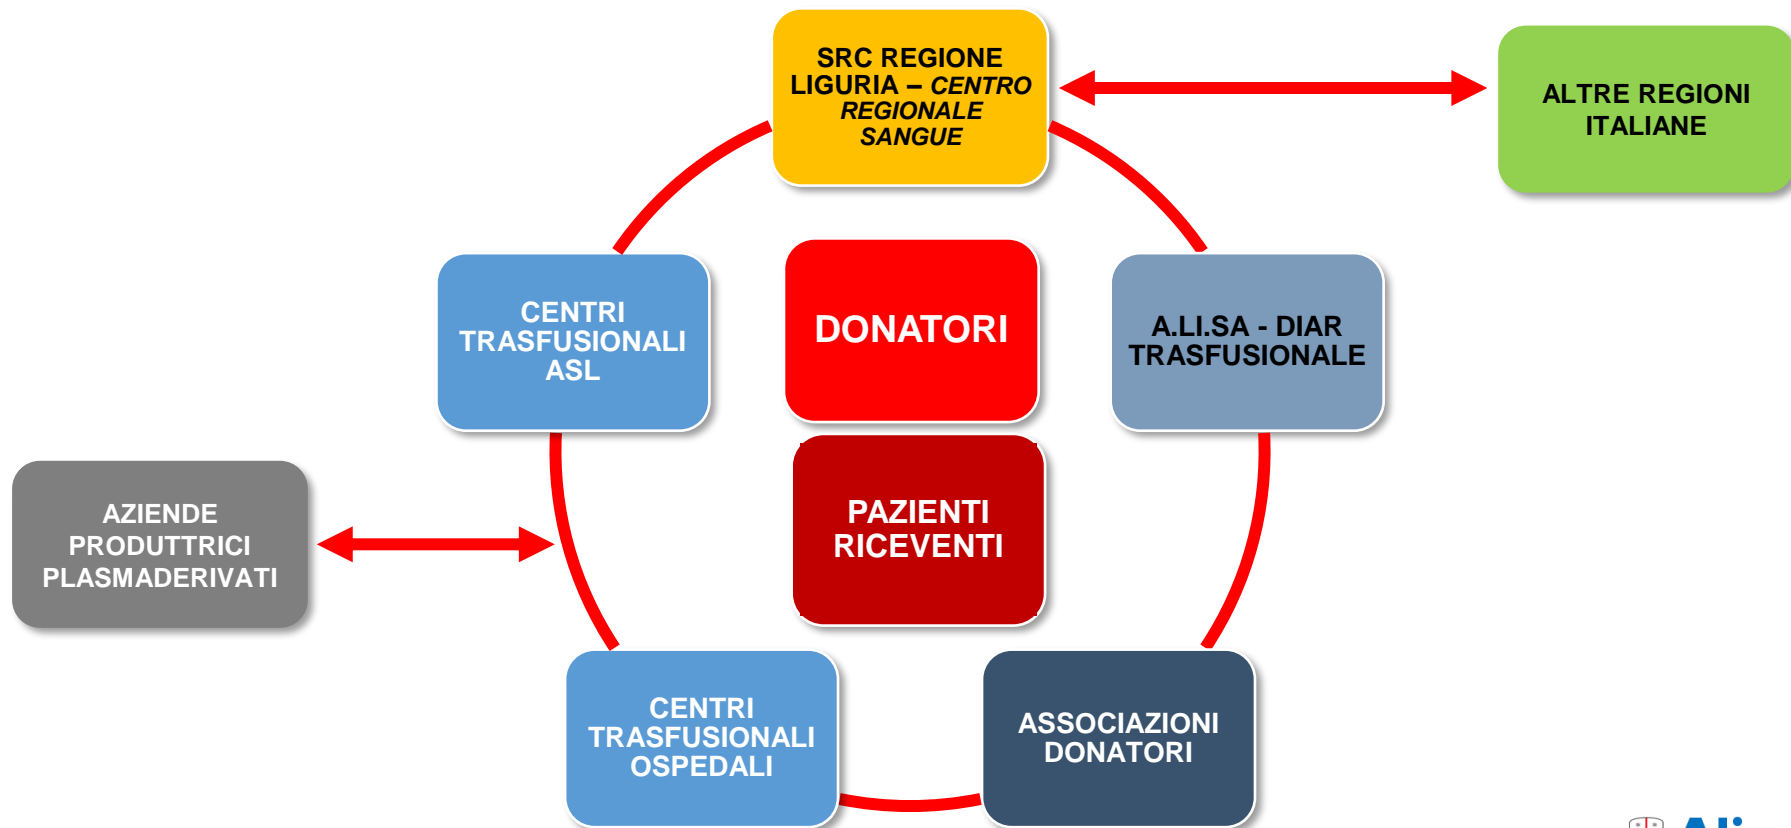 SRC REGIONE
LIGURIA – CENTRO
REGIONALE
SANGUE
ALTRE REGIONI
ITALIANE
CENTRI
TRASFUSIONALI
ASL
DONATORI
A.LI.SA - DIAR
TRASFUSIONALE
AZIENDE
PRODUTTRICI
PLASMADERIVATI
PAZIENTI
RICEVENTI
CENTRI
TRASFUSIONALI
OSPEDALI
ASSOCIAZIONI
DONATORI